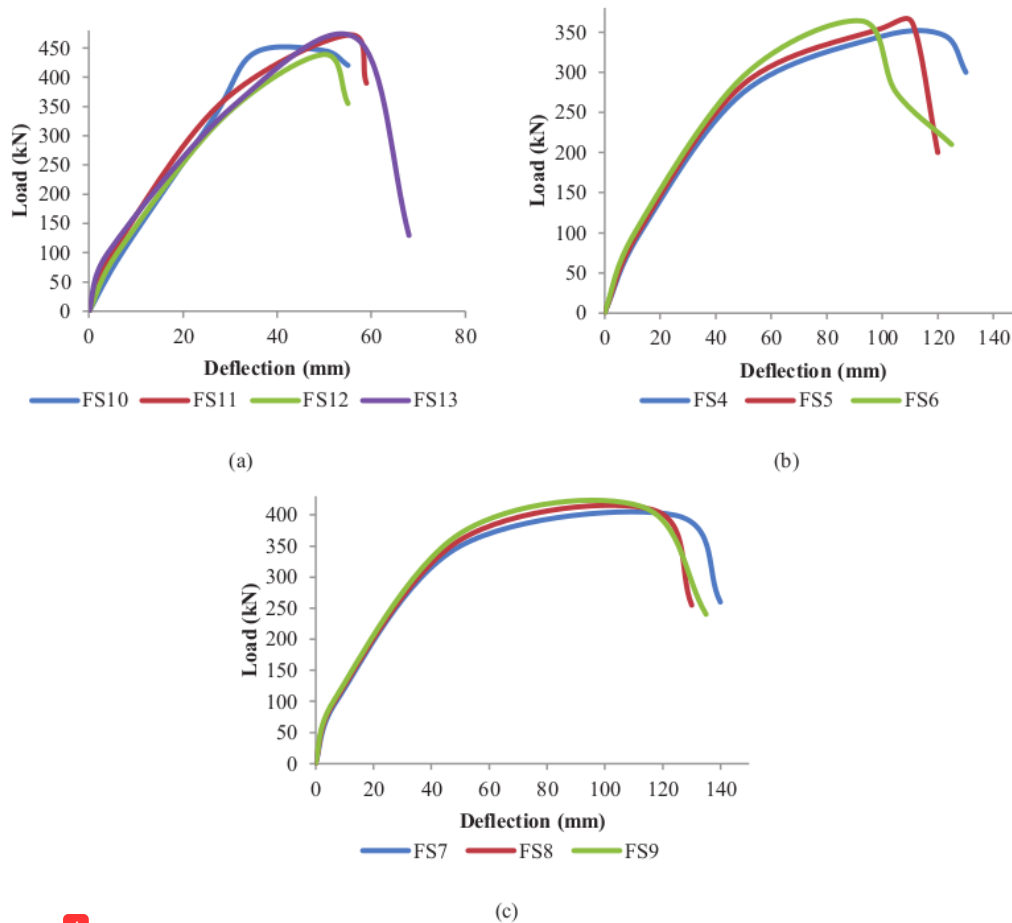 450
400
350
300
250
200
150
100
50
0
Load (kN)
0 20 40 60 80
Deflection (mm)
FS10 FS11 FS12 FS13
(a)
350
300
250
200
150
100
50
0
Load (kN)
0 20 40 60 80 100 120 140
Deflection (mm)
FS4 FS5 FS6
(b)
400
350
300
250
200
150
100
50
0
Load (kN)
0 20 40 60 80 100 120 140
Deflection (mm)
FS7 FS8 FS9
(c)